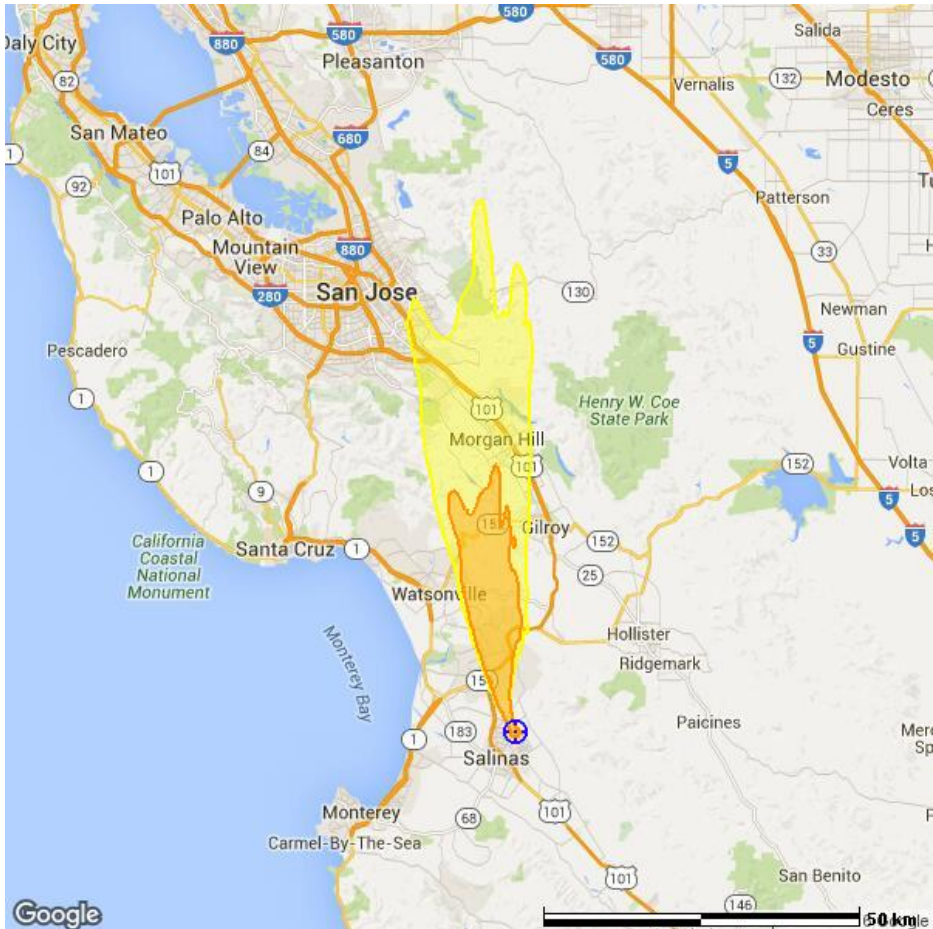 580
880
580
Daly City
Pleasanton
580
Salida
82
Vernalis
132
Modesto
Ceres
San Mateo
680
1
84
101
92
5
Patterson
Palo Alto
Mountain
View
880
33
280
San Jose
130
Newman
5
Gustine
Pescadero
1
101
Henry W. Coe
State Park
Morgan Hill
101
152
Volta
1
9
5
Gilroy
5
California
Coastal
National
Monument
Santa Cruz
1
152
25
Watsonville
Monterey Bay
Hollister
Ridgemark
183
Paicines
1
Salinas
Monterey
68
101
Carmel-By-The-Sea
101
San Benito
146
Google
50 km